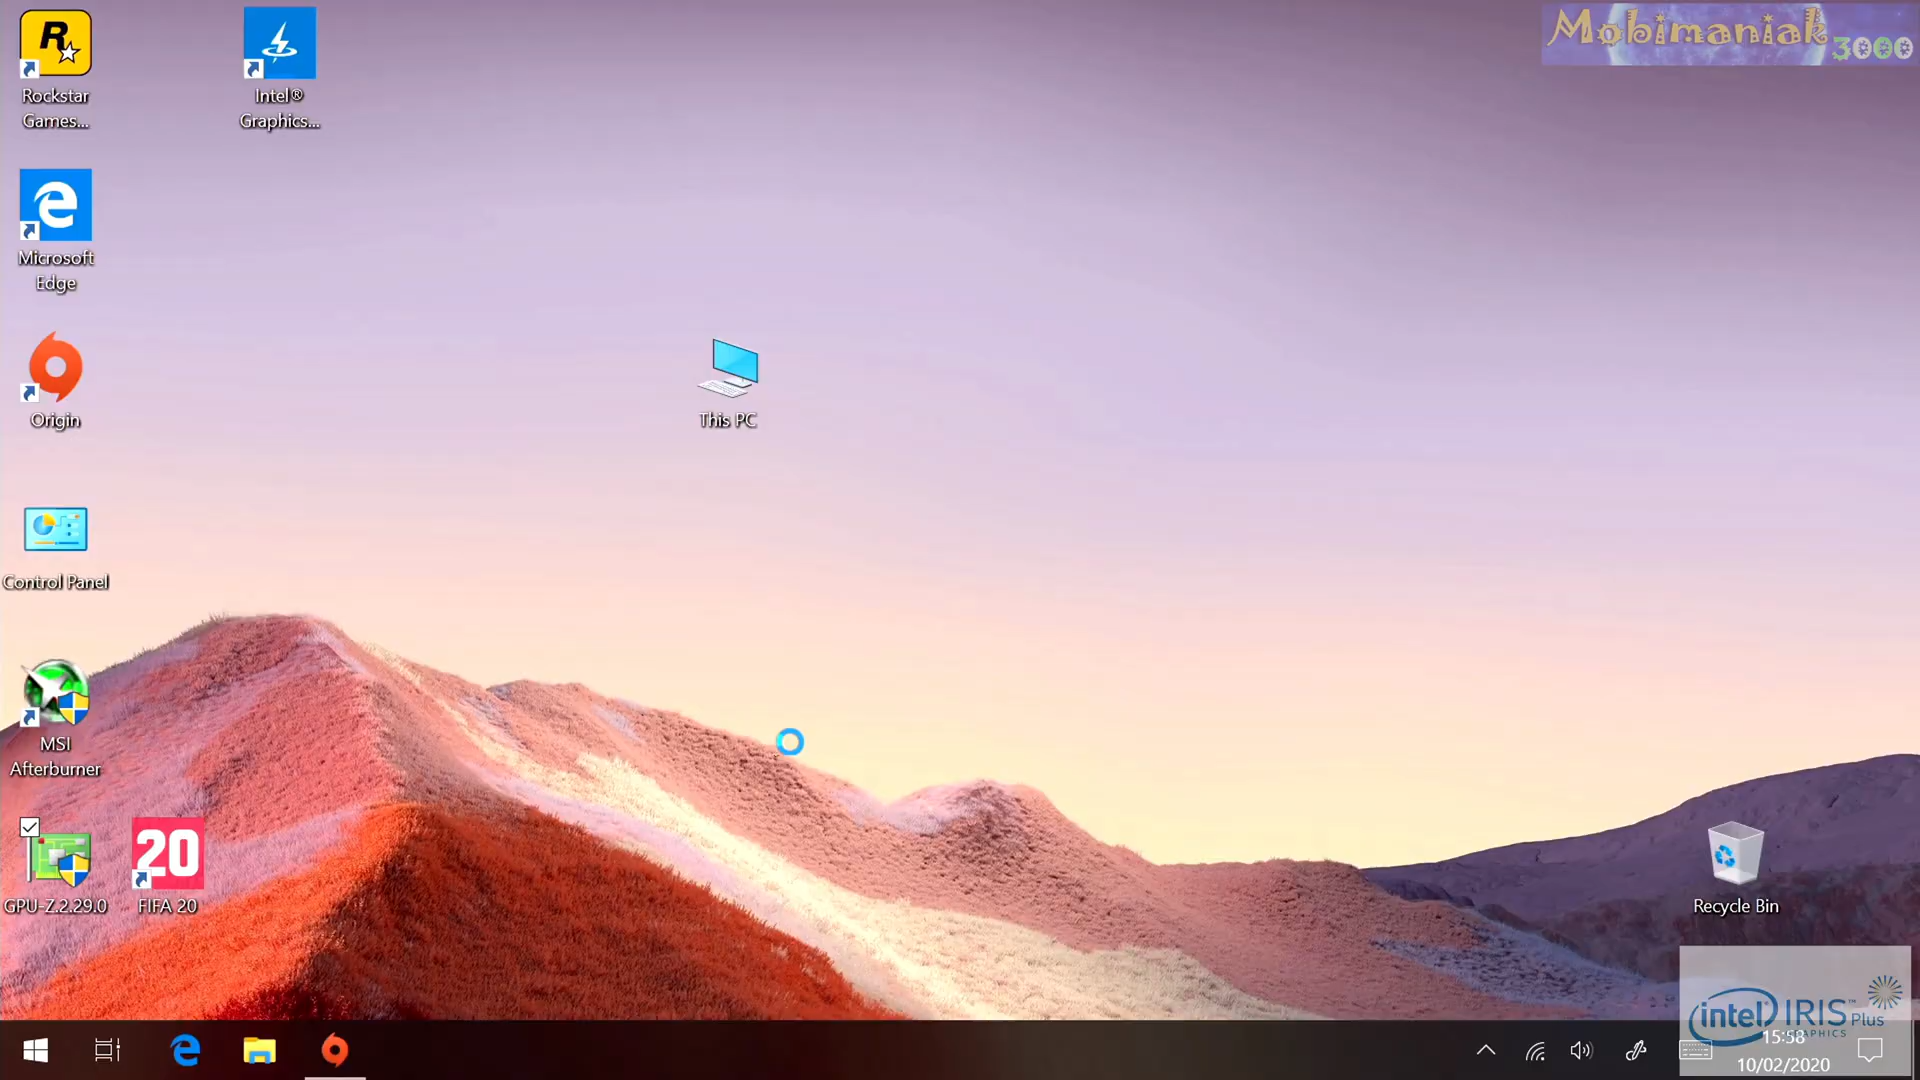 Mobimaniak
3000
R
Rockstar
Games...
Intel®
Graphics...
Microsoft
Edge
Origin
This PC
Control Panel
MSI
Afterburner
GPU-Z.2.29.0
20
FIFA 20
Recycle Bin
intel IRIS™ Plus
GRAPHICS
15:58
10/02/2020